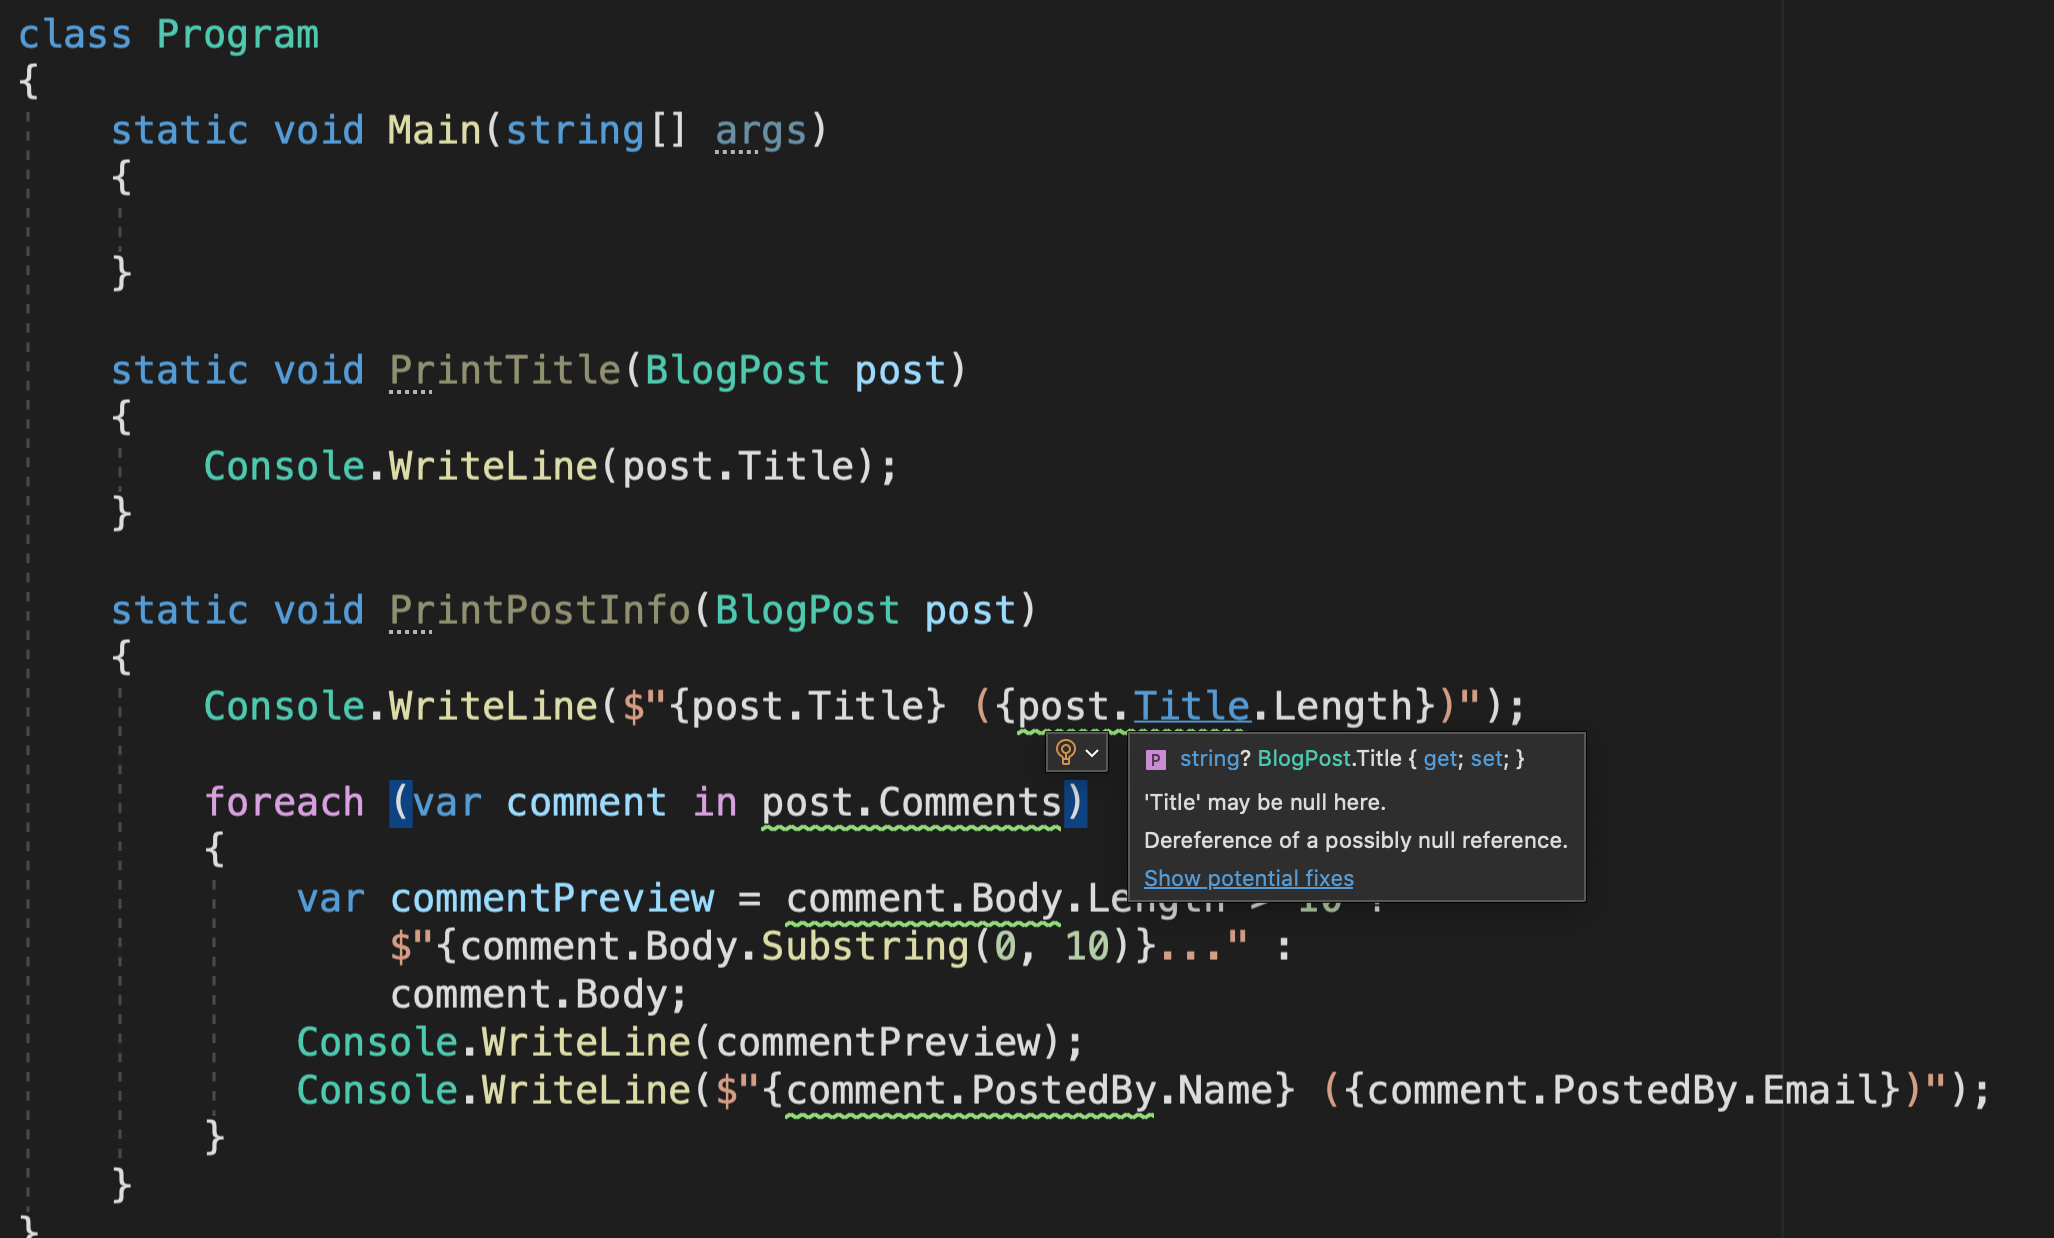 class Program
{
static void Main(string[] args)
{
}
static void PrintTitle(BlogPost post)
{
Console.WriteLine(post.Title);
}
static void PrintPostInfo(BlogPost post)
{
Console.WriteLine($"{post.Title} ({post.Title.Length})");
foreach (var comment in post.Comments)
{
var commentPreview = comment.Body.Length > 10 ?
$"{comment.Body.Substring(0, 10)}..." :
comment.Body;
Console.WriteLine(commentPreview);
Console.WriteLine($"{comment.PostedBy.Name} ({comment.PostedBy.Email})");
}
}
}
P string? BlogPost.Title { get; set; }
'Title' may be null here.
Dereference of a possibly null reference.
Show potential fixes